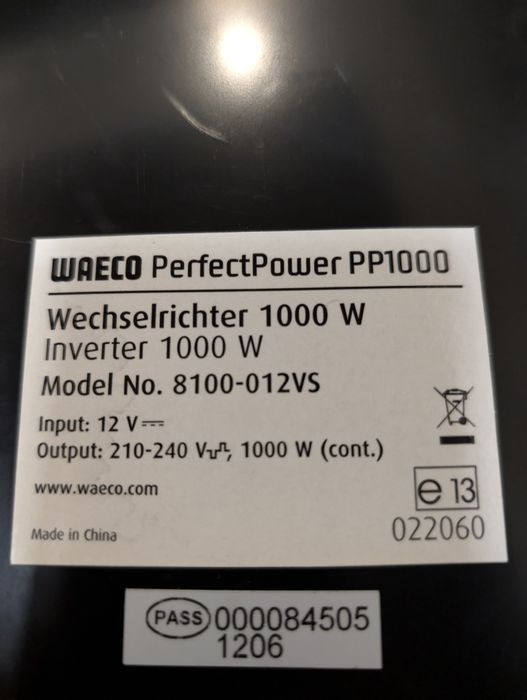 WAECO PerfectPower PP1000
Wechselrichter 1000 W
Inverter 1000 W
Model No. 8100-012VS
Input: 12 V⎓
Output: 210-240 V, 1000 W (cont.)
www.waeco.com
e 13
Made in China
022060
PASS 000084505
1206